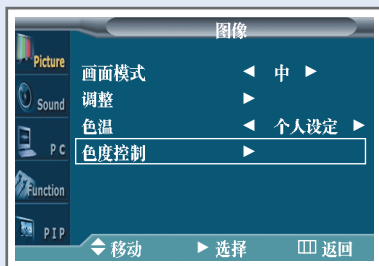 图像
Picture
画面模式 ◀ 中 ▶
Sound
调整 ▶
色温 ◀ 个人设定 ▶
PC
色度控制 ▶
Function
PIP
移动 ▶ 选择 返回